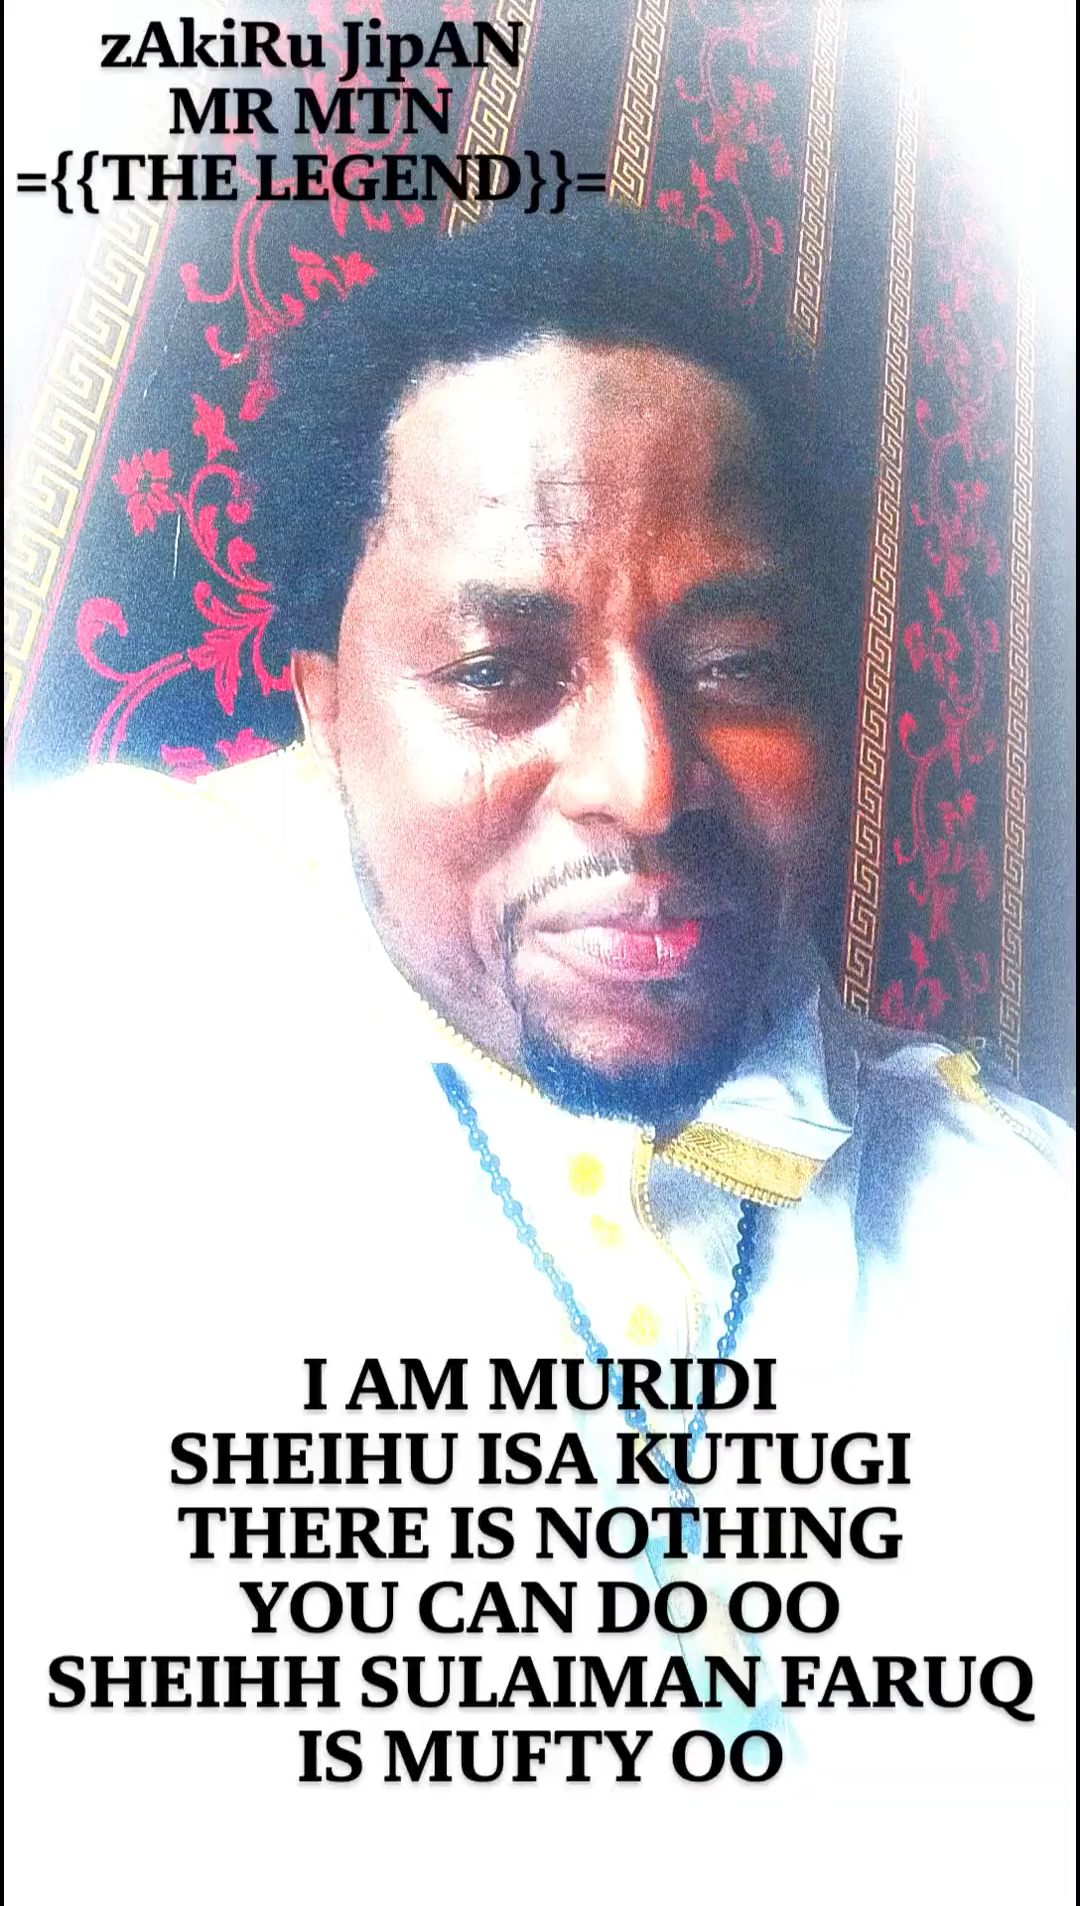 zAkiRu JipAN
MR MTN
={{THE LEGEND}}=
I AM MURIDI
SHEIHU ISA KUTUGI
THERE IS NOTHING
YOU CAN DO OO
SHEIHH SULAIMAN FARUQ
IS MUFTY OO